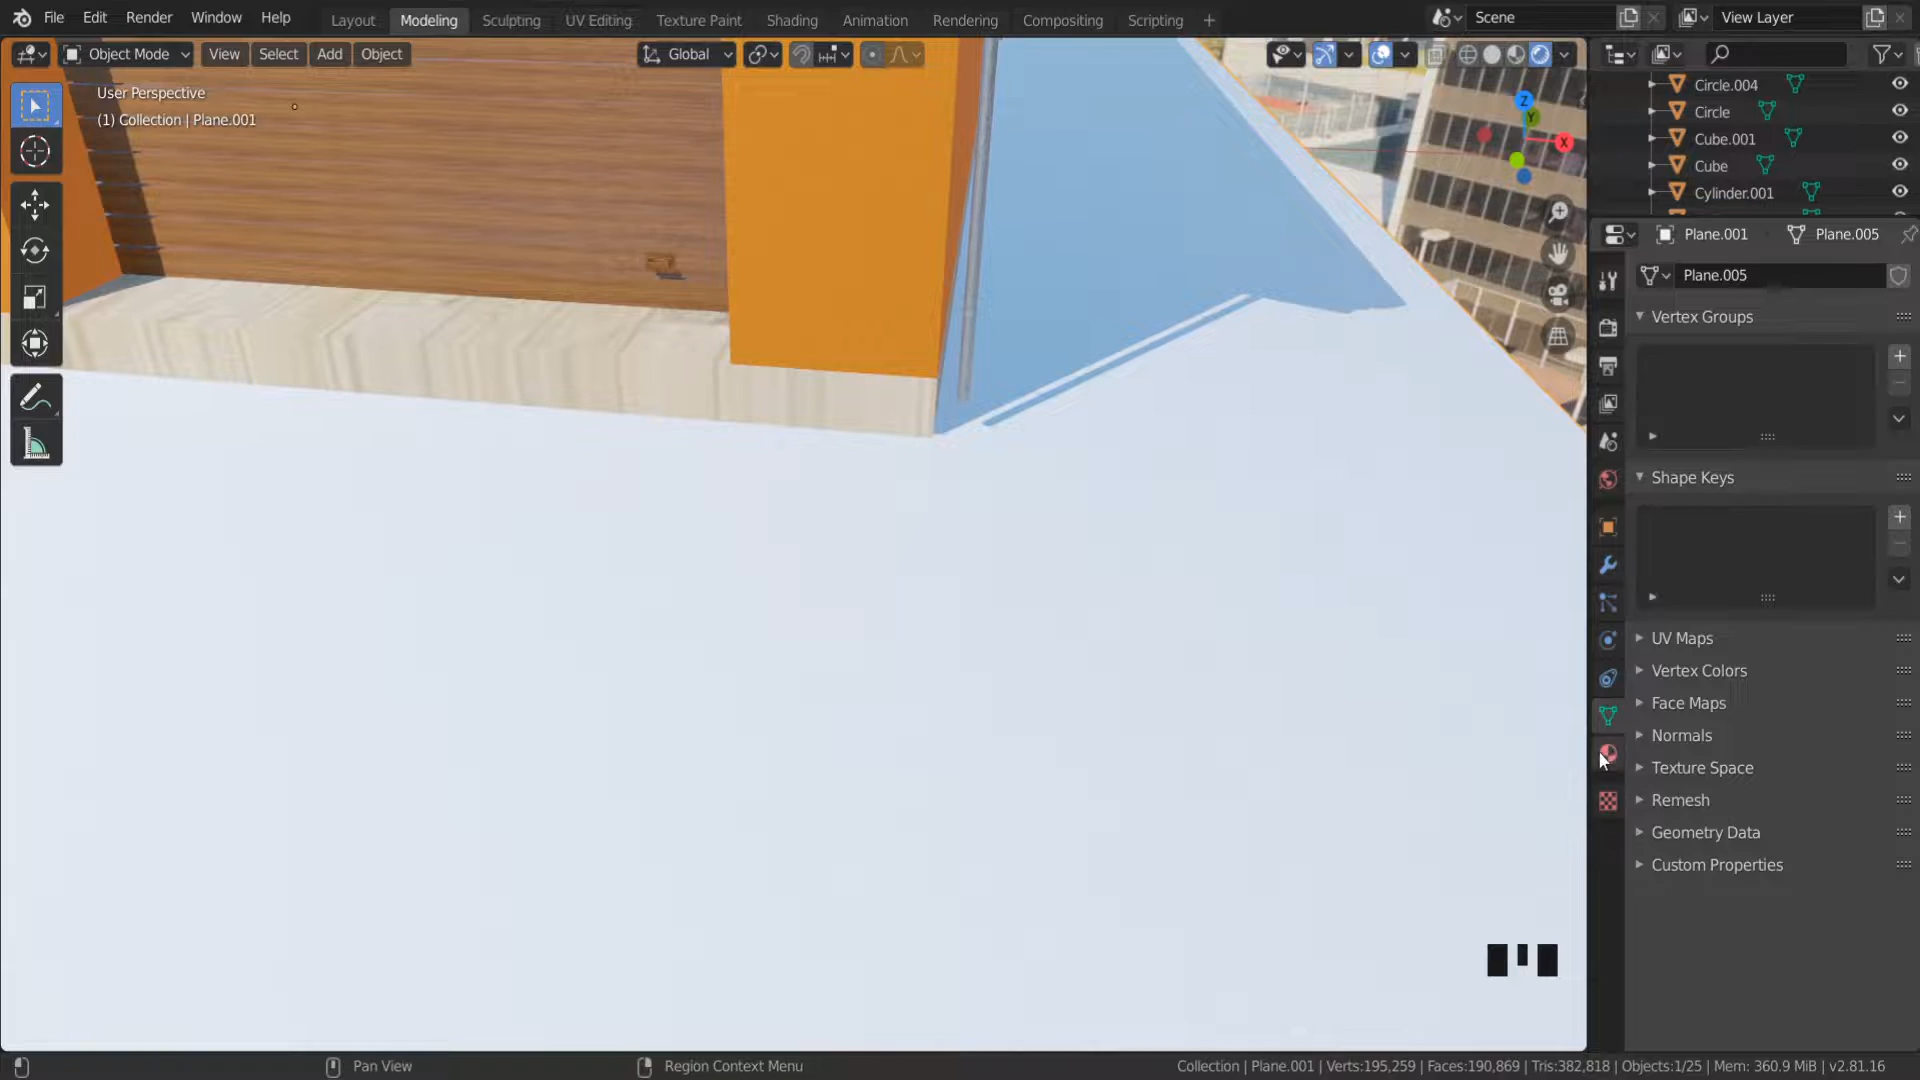 File Edit Render Window Help
Layout Modeling Sculpting UV Editing Texture Paint Shading Animation Rendering Compositing Scripting +
Scene
View Layer
Object Mode View Select Add Object
Global
User Perspective
(1) Collection | Plane.001
Z
Y
X
Circle.004
Circle
Cube.001
Cube
Cylinder.001
Plane.001 Plane.005
Plane.005
Vertex Groups
Shape Keys
UV Maps
Vertex Colors
Face Maps
Normals
Texture Space
Remesh
Geometry Data
Custom Properties
Pan View
Region Context Menu
Collection | Plane.001 | Verts:195,259 | Faces:190,869 | Tris:382,818 | Objects:1/25 | Mem: 360.9 MiB | v2.81.16